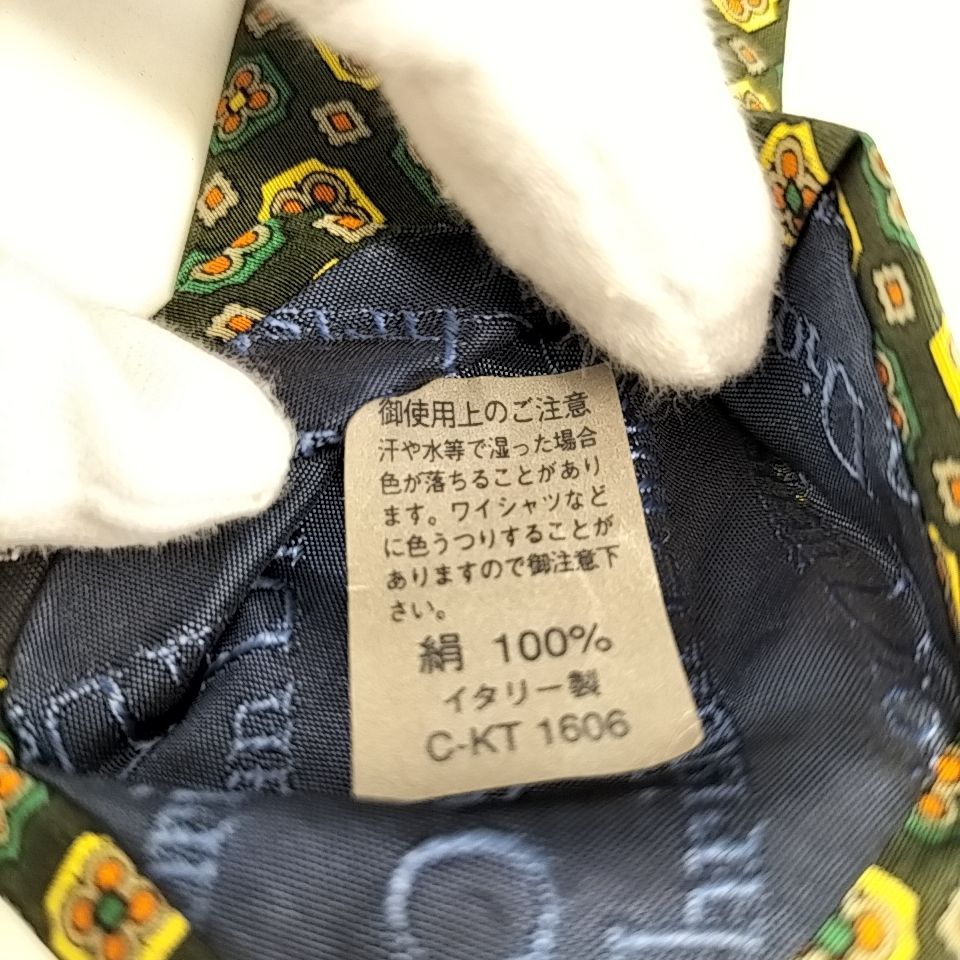 御使用上のご注意
汗や水等で湿った場合
色が落ちることがあり
ます。ワイシャツなど
に色うつりすることが
ありますので御注意下
さい。
絹 100%
イタリー製
C-KT 1606